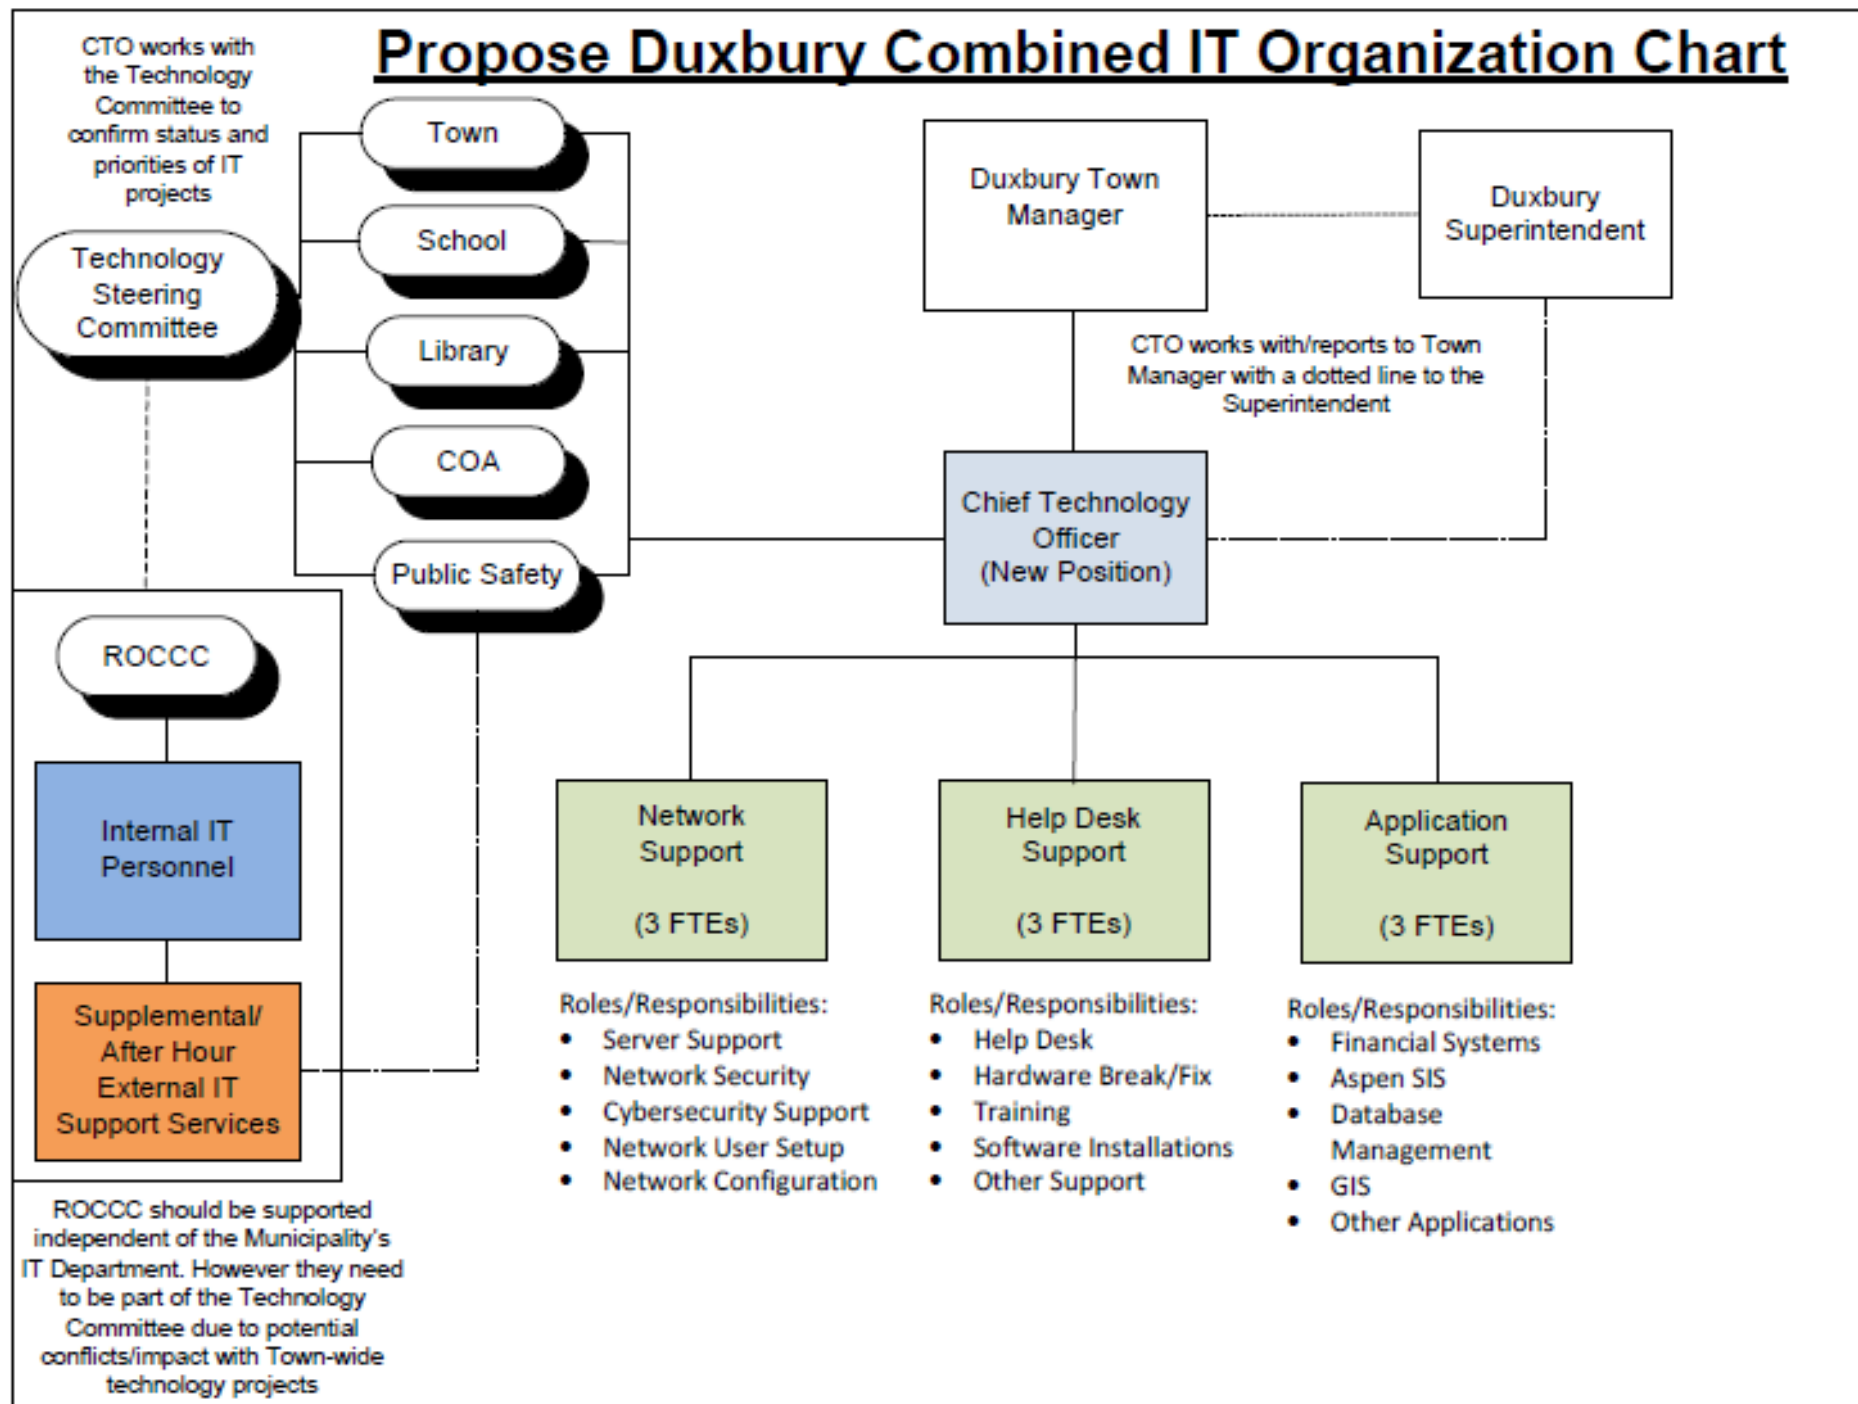 Propose Duxbury Combined IT Organization Chart
CTO works with
the Technology
Committee to
confirm status and
priorities of IT
projects
Technology
Steering
Committee
Town
School
Library
COA
Public Safety
Duxbury Town
Manager
Duxbury
Superintendent
CTO works with/reports to Town
Manager with a dotted line to the
Superintendent
Chief Technology
Officer
(New Position)
ROCCC
Internal IT
Personnel
Supplemental/
After Hour
External IT
Support Services
ROCCC should be supported
independent of the Municipality's
IT Department. However they need
to be part of the Technology
Committee due to potential
conflicts/impact with Town-wide
technology projects
Network
Support
(3 FTEs)
Roles/Responsibilities:
• Server Support
• Network Security
• Cybersecurity Support
• Network User Setup
• Network Configuration
Help Desk
Support
(3 FTEs)
Roles/Responsibilities:
• Help Desk
• Hardware Break/Fix
• Training
• Software Installations
• Other Support
Application
Support
(3 FTEs)
Roles/Responsibilities:
• Financial Systems
• Aspen SIS
• Database
Management
• GIS
• Other Applications